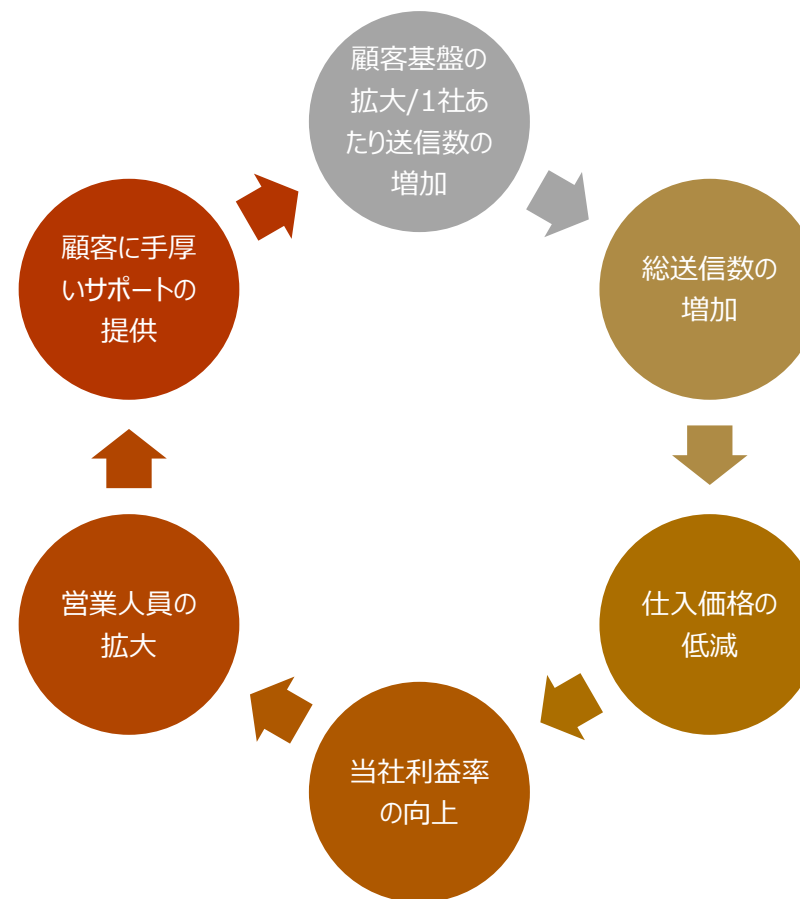 顧客基盤の
拡大/1社あ
たり送信数の
増加
総送信数の
増加
仕入価格の
低減
当社利益率
の向上
営業人員の
拡大
顧客に手厚
いサポートの
提供